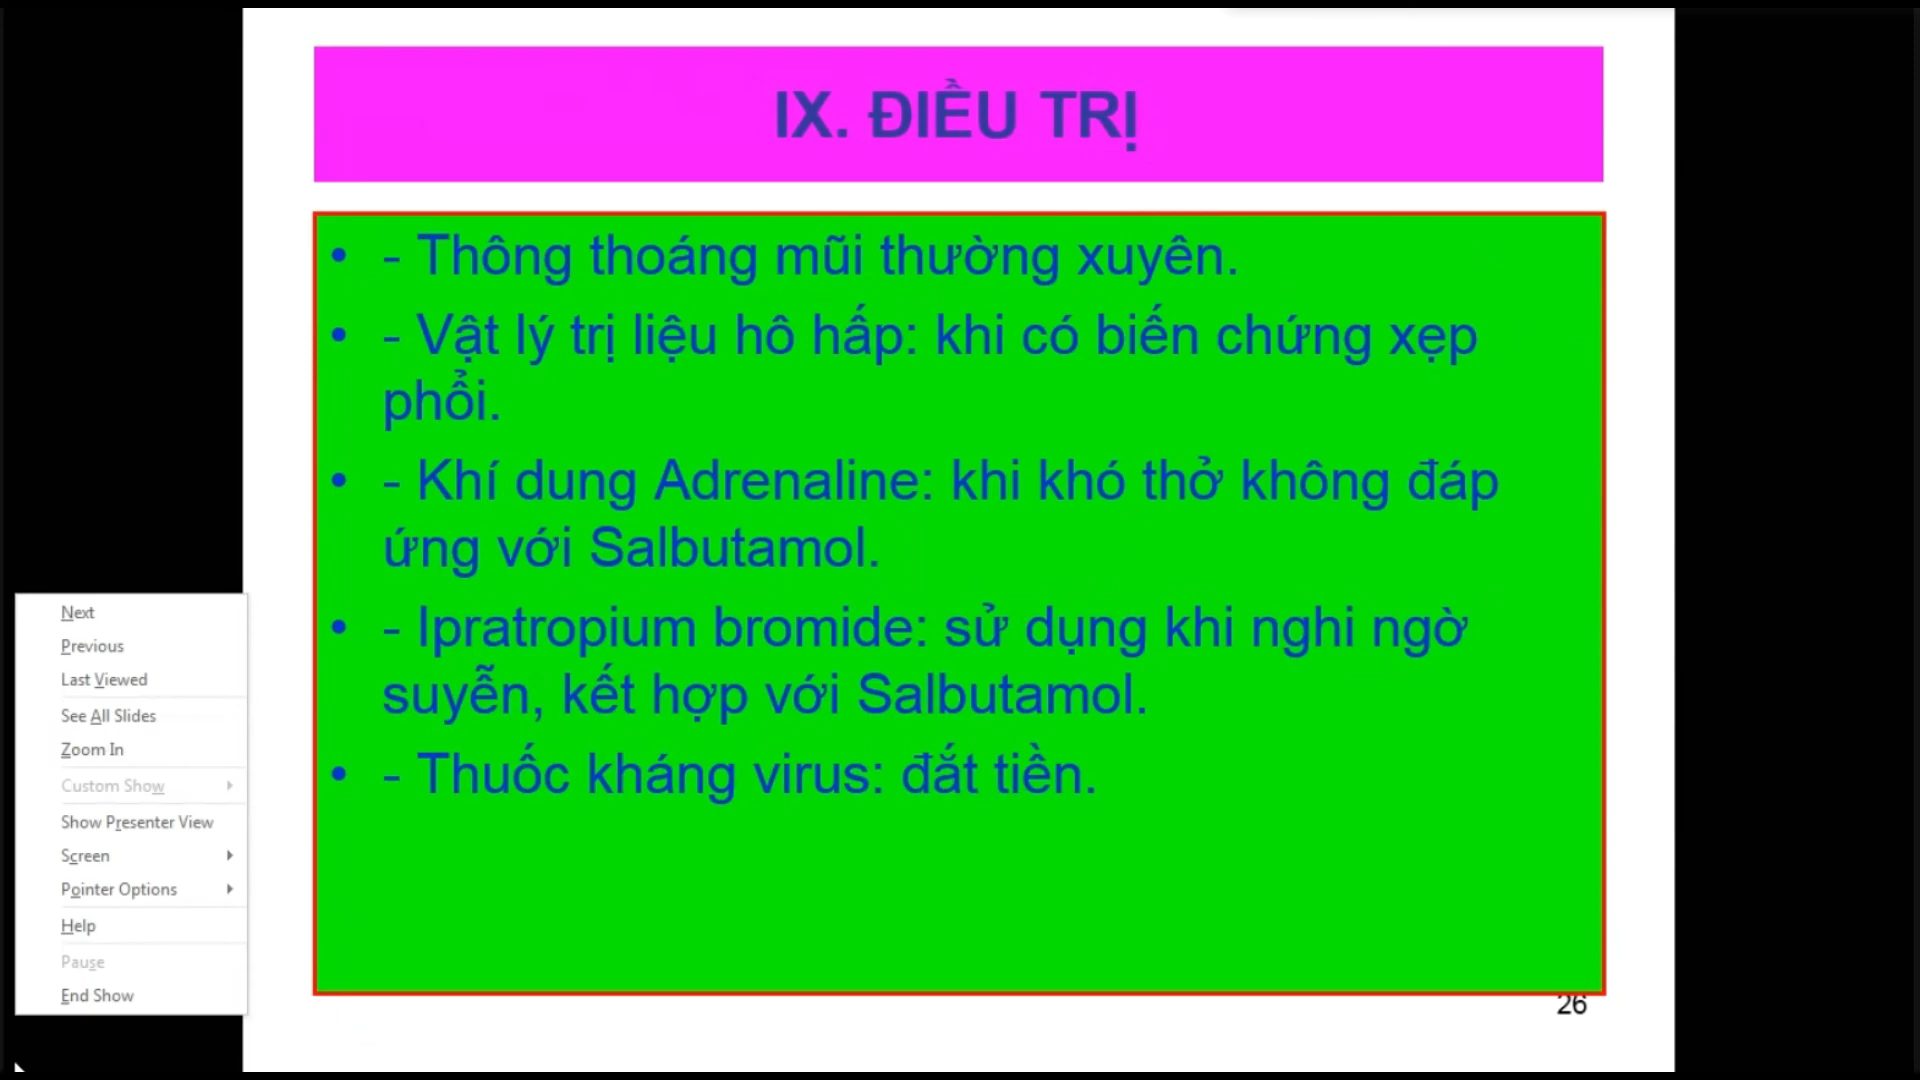 IX. ĐIỀU TRỊ
• - Thông thoáng mũi thường xuyên.
• - Vật lý trị liệu hô hấp: khi có biến chứng xẹp
phổi.
• - Khí dung Adrenaline: khi khó thở không đáp
ứng với Salbutamol.
• - Ipratropium bromide: sử dụng khi nghi ngờ
suyễn, kết hợp với Salbutamol.
• - Thuốc kháng virus: đắt tiền.
Next
Previous
Last Viewed
See All Slides
Zoom In
Custom Show
Show Presenter View
Screen
Pointer Options
Help
Pause
End Show
26